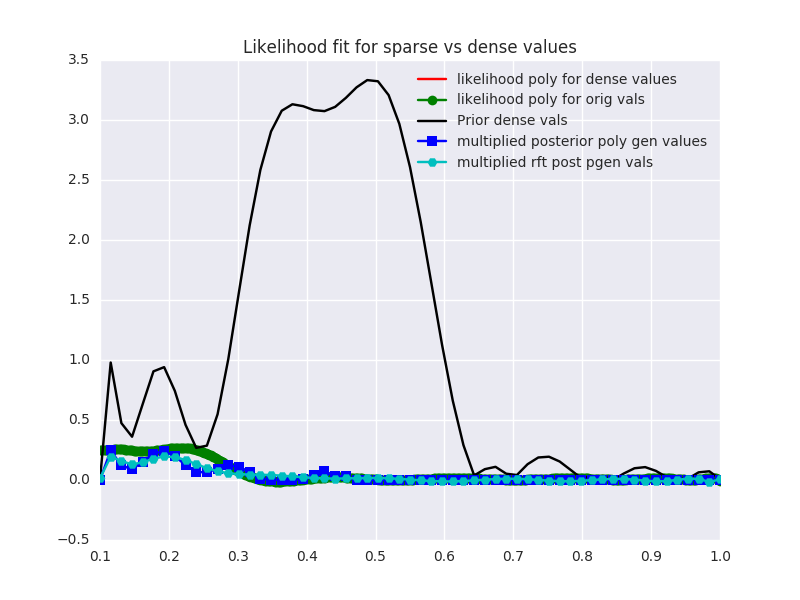 Likelihood fit for sparse vs dense values
3.5
3.0
2.5
2.0
1.5
1.0
0.5
0.0
−0.5
likelihood poly for dense values
likelihood poly for orig vals
Prior dense vals
multiplied posterior poly gen values
multiplied rft post pgen vals
0.1 0.2 0.3 0.4 0.5 0.6 0.7 0.8 0.9 1.0